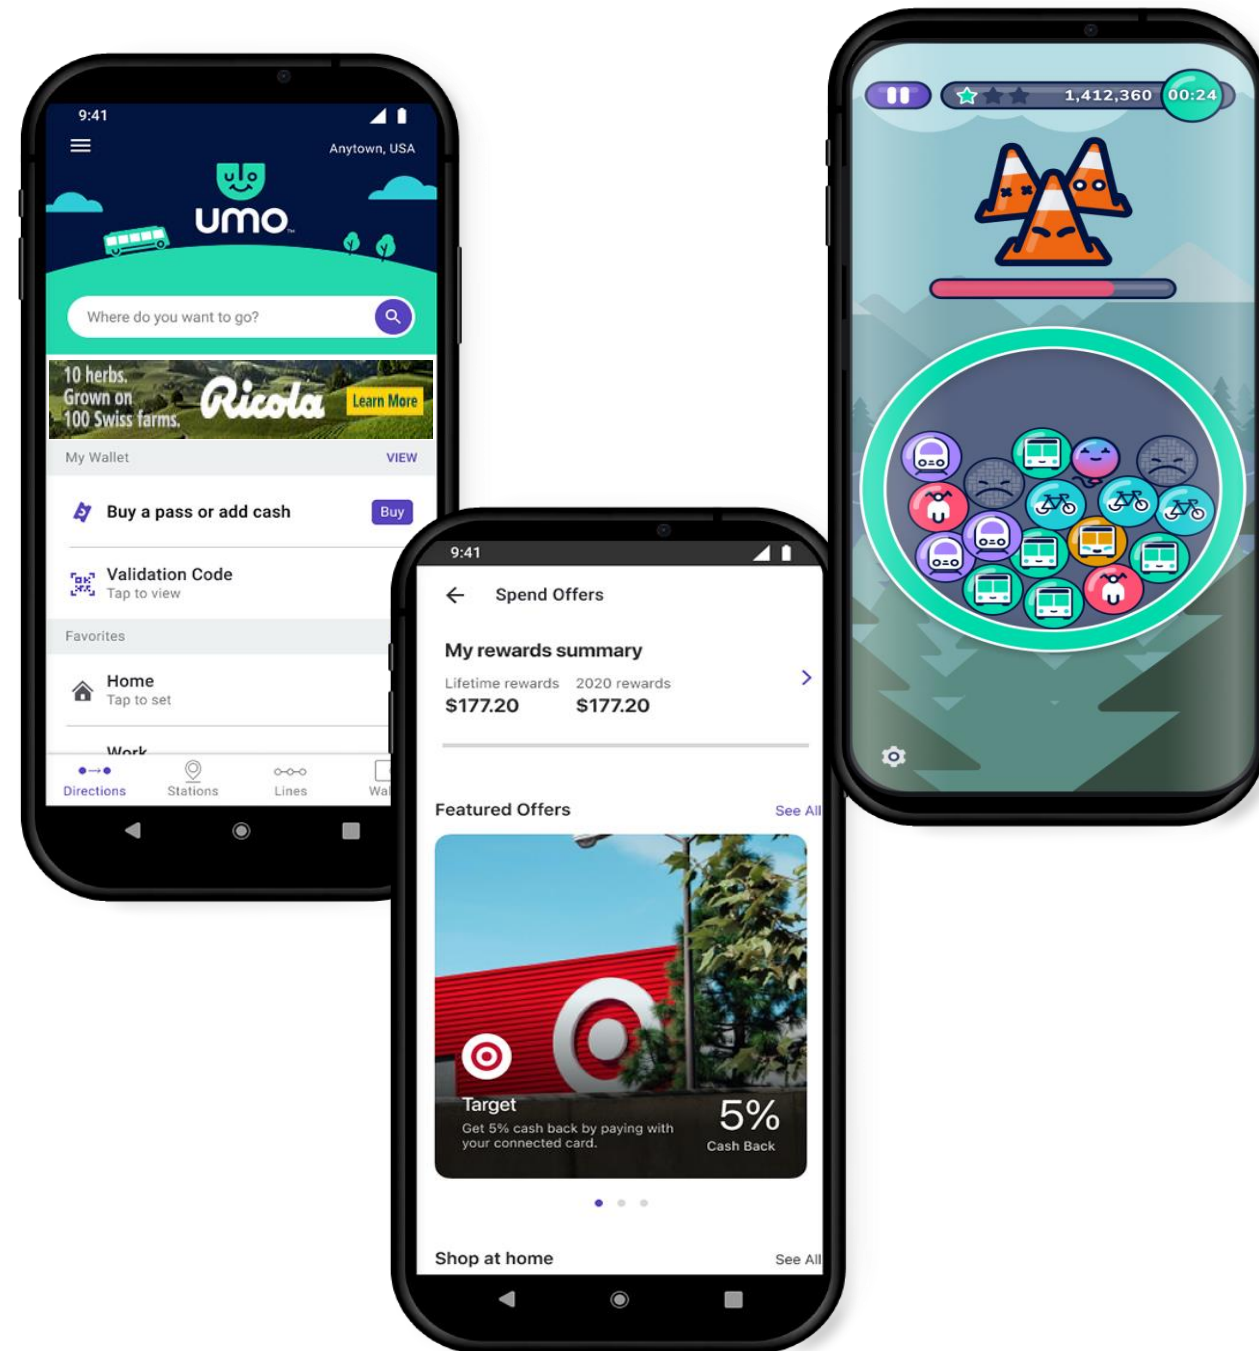 9:41
Anytown, USA
umo
Where do you want to go?
10 herbs.
Grown on
100 Swiss farms.
Ricola
Learn More
My Wallet
VIEW
Buy a pass or add cash
Buy
Validation Code
Tap to view
Favorites
Home
Tap to set
Work
Directions
Stations
Lines
Wal
9:41
Spend Offers
My rewards summary
Lifetime rewards 2020 rewards
$177.20 $177.20
Featured Offers
See All
Target
Get 5% cash back by paying with
your connected card.
5%
Cash Back
Shop at home
See All
1,412,360 00:24